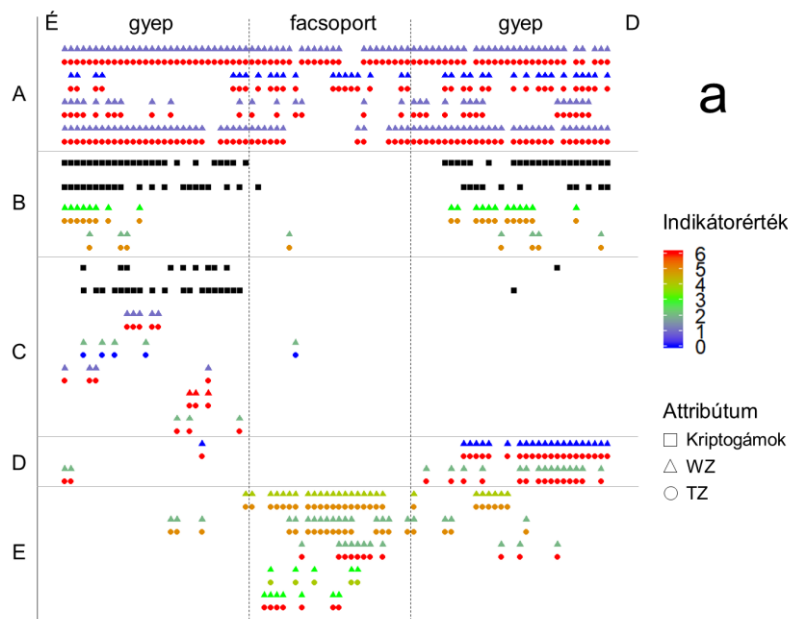 É gyep facsoport gyep D
a
A
B
C
D
E
Indikátorérték
6
5
4
3
2
1
0
Attribútum
Kriptogámok
WZ
TZ